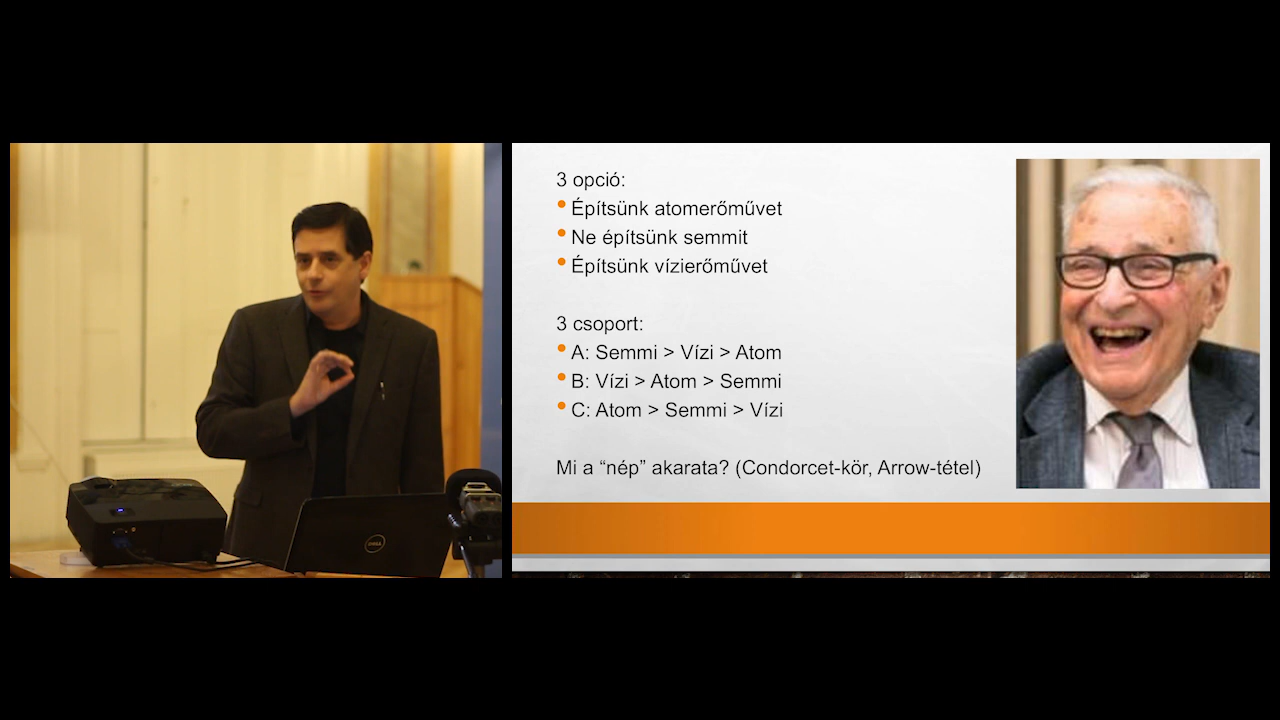 3 opció:
Építsünk atomerőművet
Ne építsünk semmit
Építsünk vízierőművet
3 csoport:
A: Semmi > Vízi > Atom
B: Vízi > Atom > Semmi
C: Atom > Semmi > Vízi
Mi a “nép” akarata? (Condorcet-kör, Arrow-tétel)
DELL